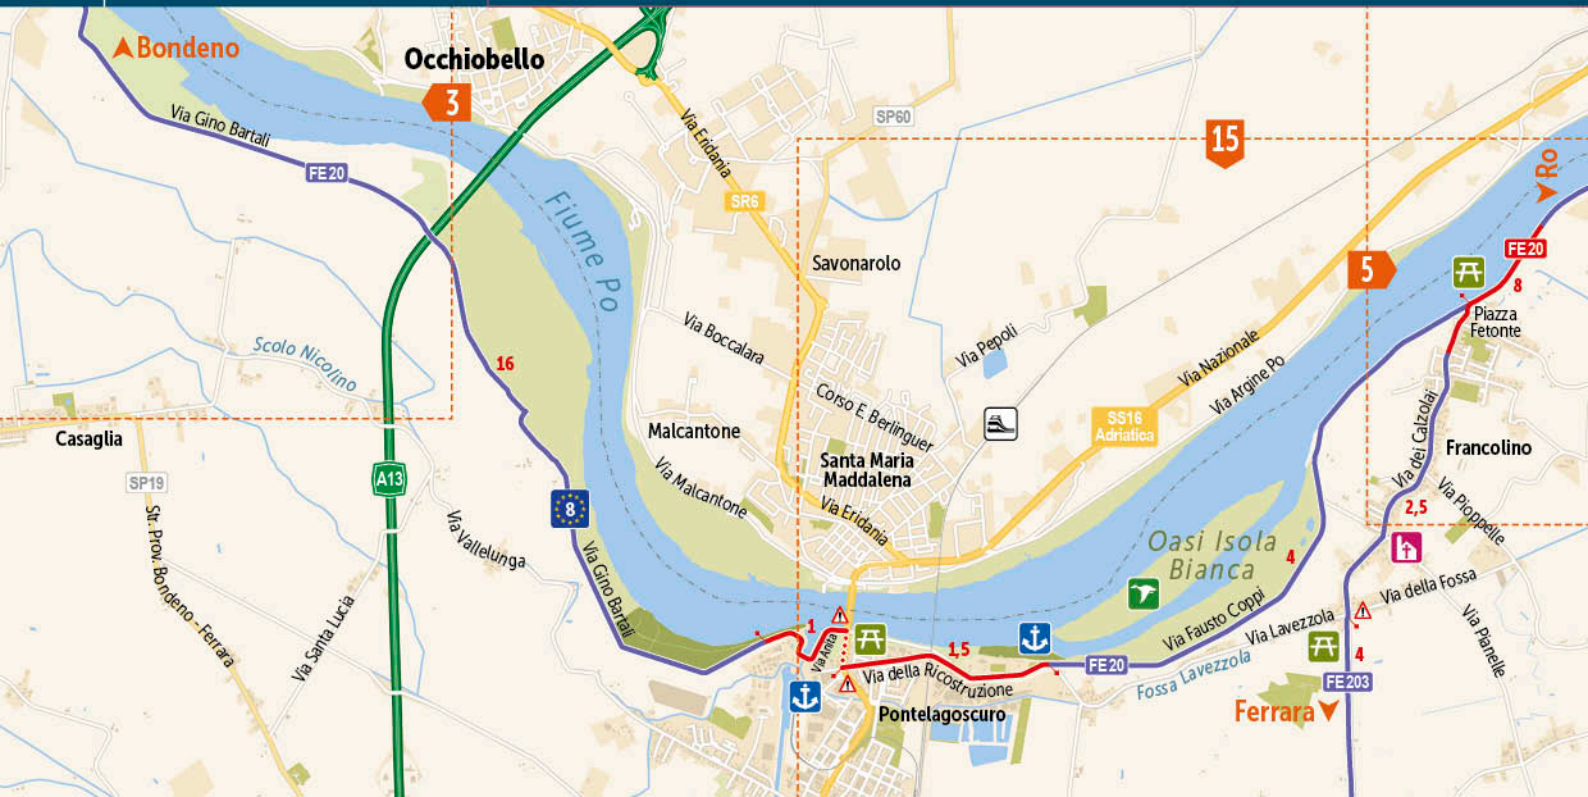 Bondeno
Occhiobello
3
Via Gino Bartali
FE20
Via Eridania
SP60
15
SR6
Fiume Po
Savonarolo
Ro
5
FE20
8
Piazza
Fetonte
Scolo Nicolino
16
Via Boccalara
Via Pepoli
Via Nazionale
Via Argine Po
Corso E. Berlinguer
SS16
Adriatica
Casaglia
Malcantone
Santa Maria
Maddalena
Via dei Calzolai
Francolino
A13
SP19
Via Malcantone
Via Eridania
Via Pioppelle
2,5
8
Str. Prov. Bondeno - Ferrara
Via Vallelunga
Via Gino Bartali
Oasi Isola
Bianca
4
Via Santa Lucia
Via Fausto Coppi
Via Lavezzola
Via della Fossa
Via Pianelle
1
Via Anita
1,5
Via della Ricostruzione
FE20
Fossa Lavezzola
4
FE203
Pontelagoscuro
Ferrara